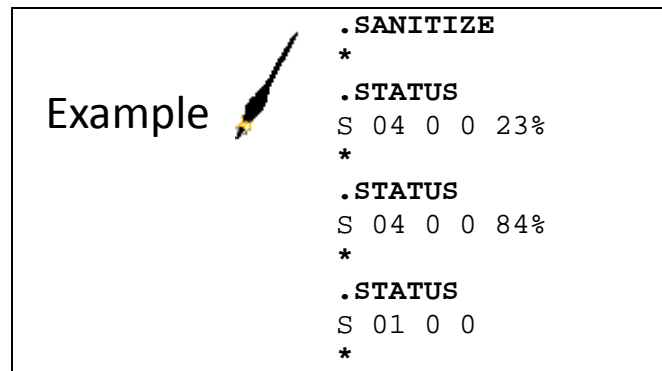 Example
.SANITIZE
*
.STATUS
S 04 0 0 23%
*
.STATUS
S 04 0 0 84%
*
.STATUS
S 01 0 0
*